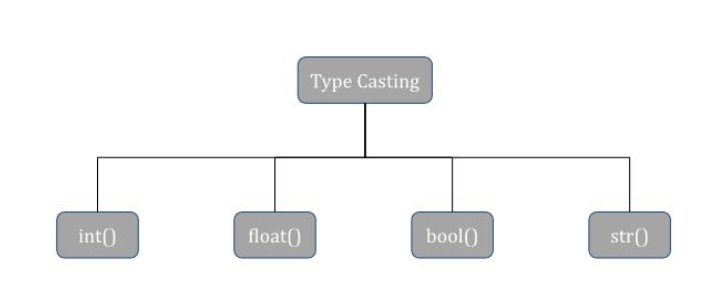 Type Casting
int()
float()
bool()
str()